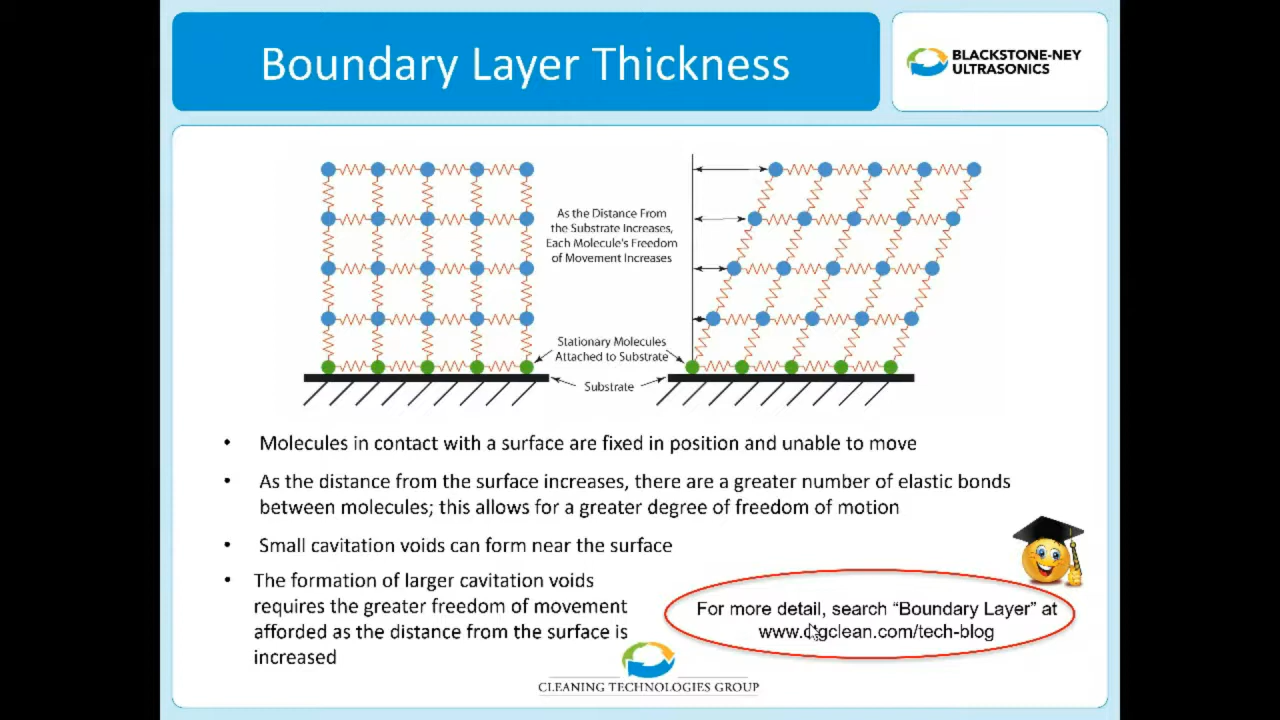 Boundary Layer Thickness
BLACKSTONE-NEY
ULTRASONICS
As the Distance From
the Substrate Increases,
Each Molecule's Freedom
of Movement Increases
Stationary Molecules
Attached to Substrate
Substrate
• Molecules in contact with a surface are fixed in position and unable to move
• As the distance from the surface increases, there are a greater number of elastic bonds
between molecules; this allows for a greater degree of freedom of motion
• Small cavitation voids can form near the surface
• The formation of larger cavitation voids
requires the greater freedom of movement
afforded as the distance from the surface is
increased
For more detail, search “Boundary Layer” at
www.ctgclean.com/tech-blog
CLEANING TECHNOLOGIES GROUP